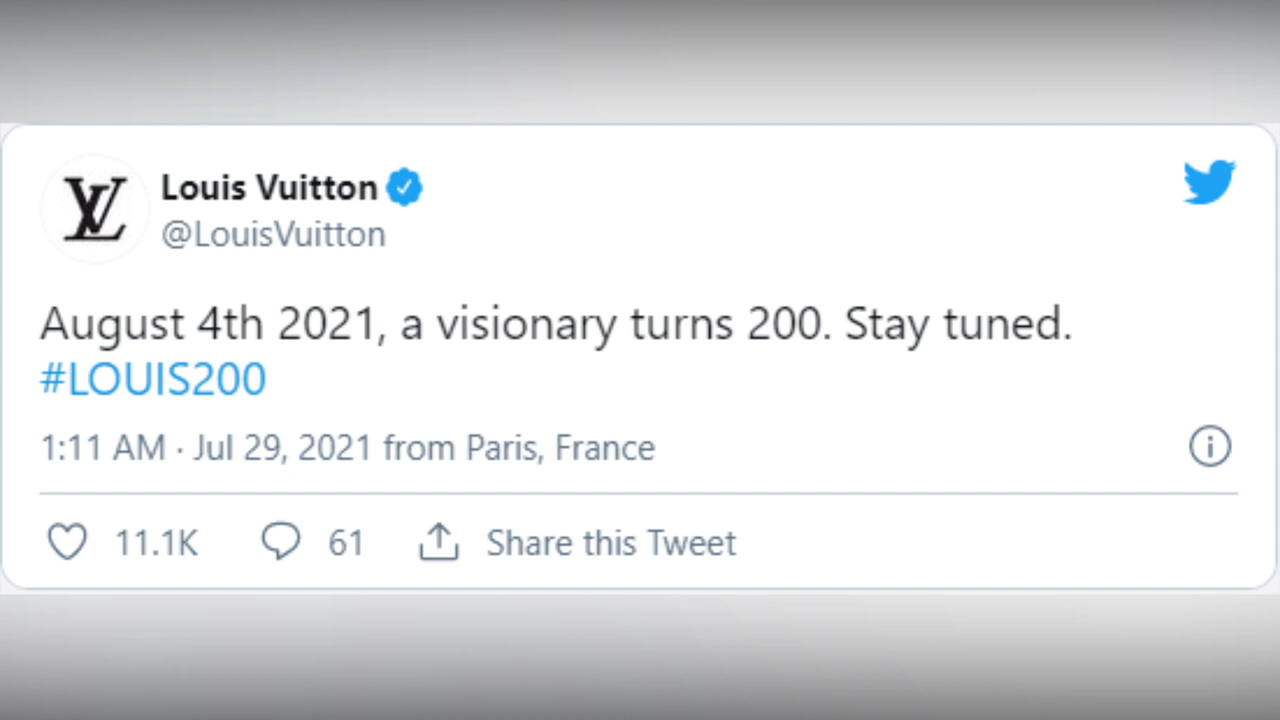 LV
Louis Vuitton
@LouisVuitton
August 4th 2021, a visionary turns 200. Stay tuned.
#LOUIS200
1:11 AM · Jul 29, 2021 from Paris, France
11.1K 61 Share this Tweet